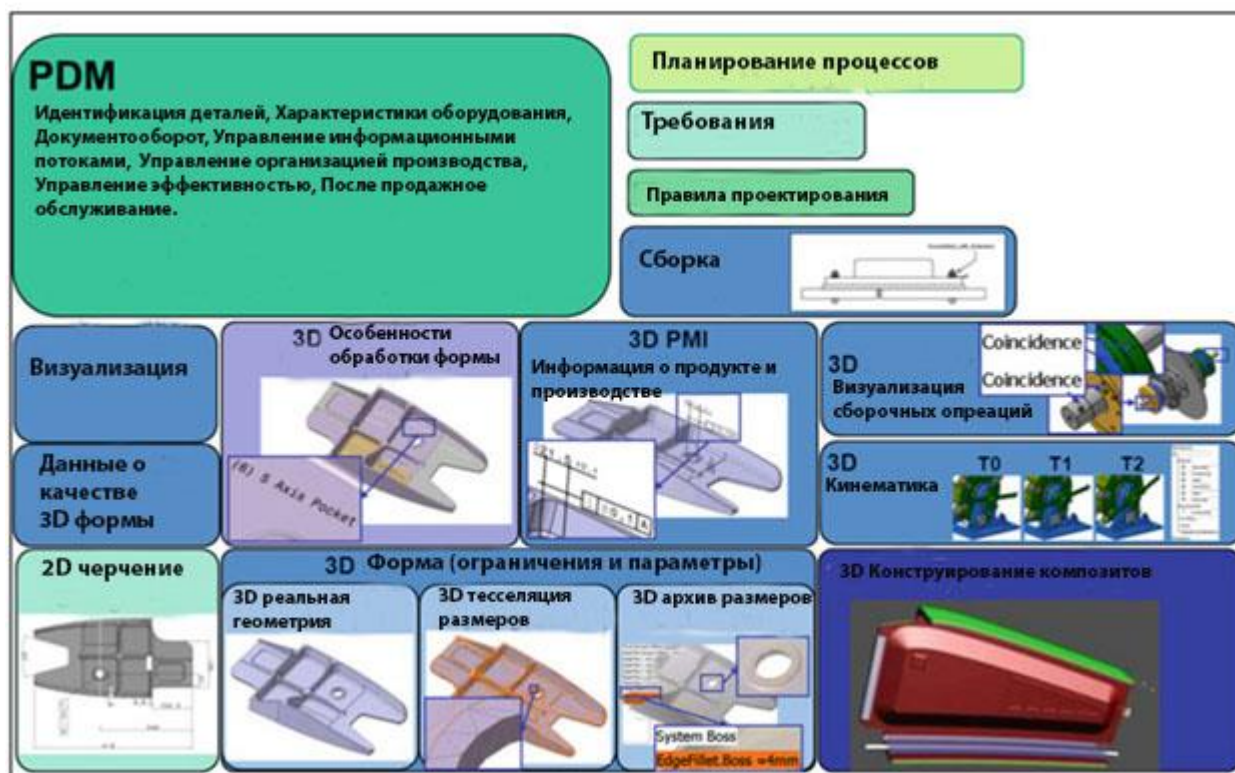 PDM
Идентификация деталей, Характеристики оборудования,
Документооборот, Управление информационными
потоками, Управление организацией производства,
Управление эффективностью, После продажное
обслуживание.
Планирование процессов
Требования
Правила проектирования
Сборка
Визуализация
3D Особенности
обработки формы
(6) 5 Axis Pocket
3D PMI
Информация о продукте и
производстве
3D
Визуализация
сборочных опреаций
Coincidence
Coincidence
Данные о
качестве
3D формы
3D
Кинематика
T0 T1 T2
2D черчение
3D Форма (ограничения и параметры)
3D реальная
геометрия
3D тесселяция
размеров
3D архив размеров
System Boss
EdgeFillet.Boss =4mm
3D Конструирование композитов